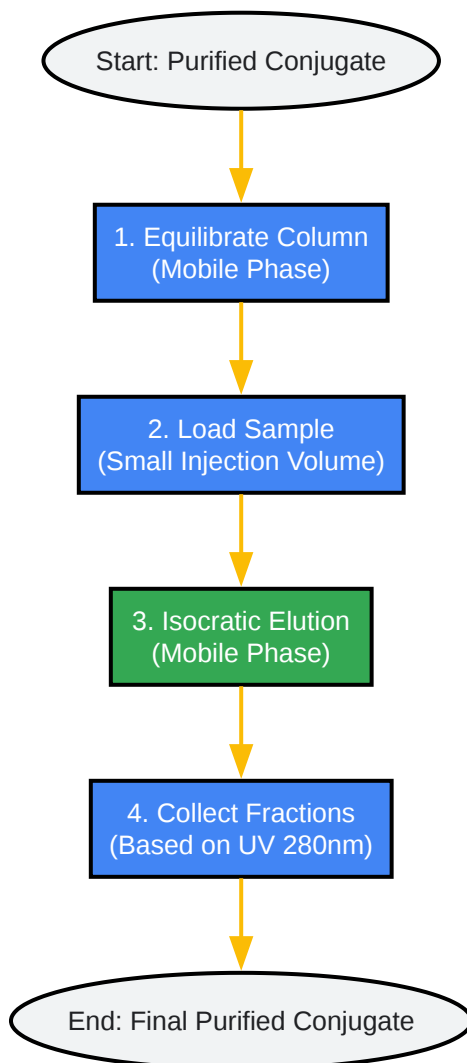 Start: Purified Conjugate
1. Equilibrate Column
(Mobile Phase)
2. Load Sample
(Small Injection Volume)
3. Isocratic Elution
(Mobile Phase)
4. Collect Fractions
(Based on UV 280nm)
End: Final Purified Conjugate